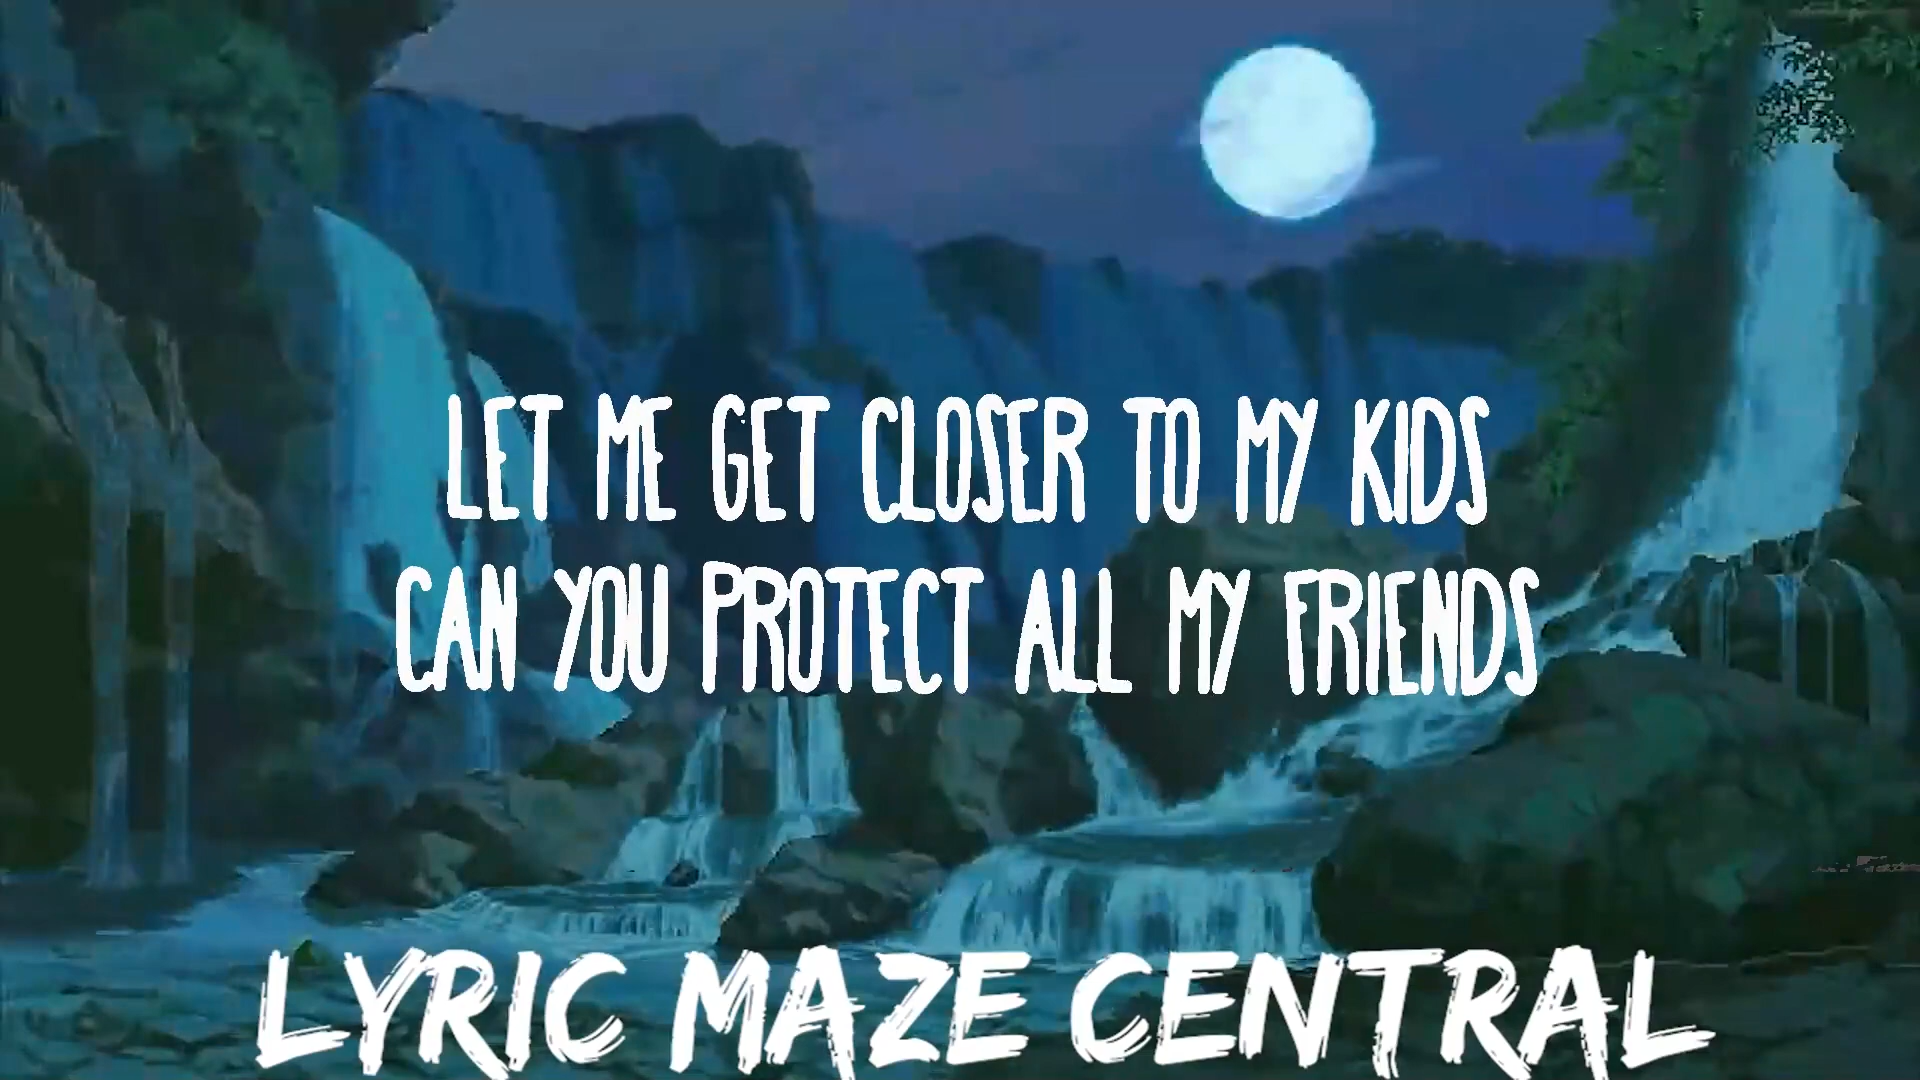 LET ME GET CLOSER TO MY KIDS
CAN YOU PROTECT ALL MY FRIENDS
LYRIC MAZE CENTRAL